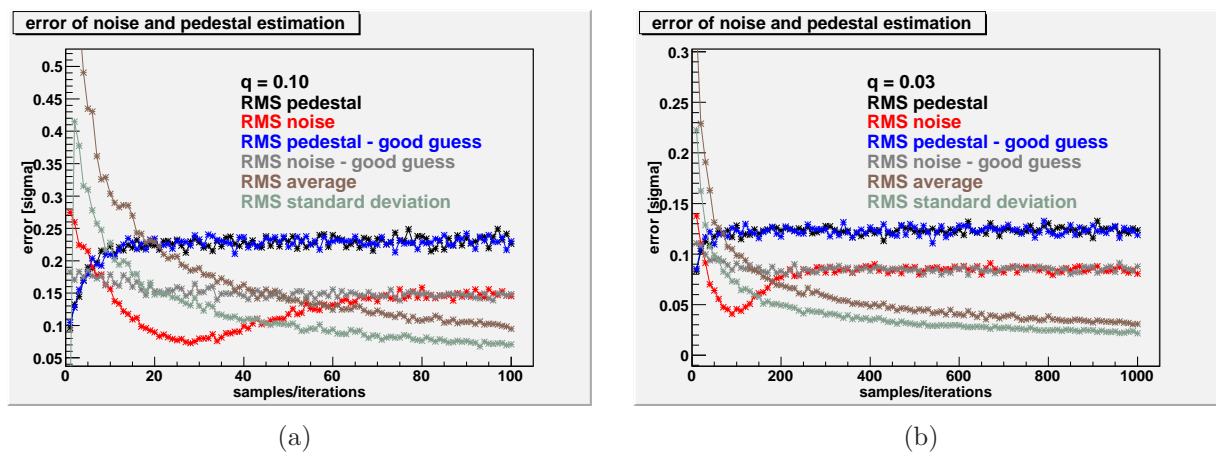 error of noise and pedestal estimation
error [sigma]
0.5
0.45
0.4
0.35
0.3
0.25
0.2
0.15
0.1
0.05
q = 0.10
RMS pedestal
RMS noise
RMS pedestal - good guess
RMS noise - good guess
RMS average
RMS standard deviation
0 20 40 60 80 100
samples/iterations
(a)
error of noise and pedestal estimation
error [sigma]
0.3
0.25
0.2
0.15
0.1
0.05
0
q = 0.03
RMS pedestal
RMS noise
RMS pedestal - good guess
RMS noise - good guess
RMS average
RMS standard deviation
0 200 400 600 800 1000
samples/iterations
(b)